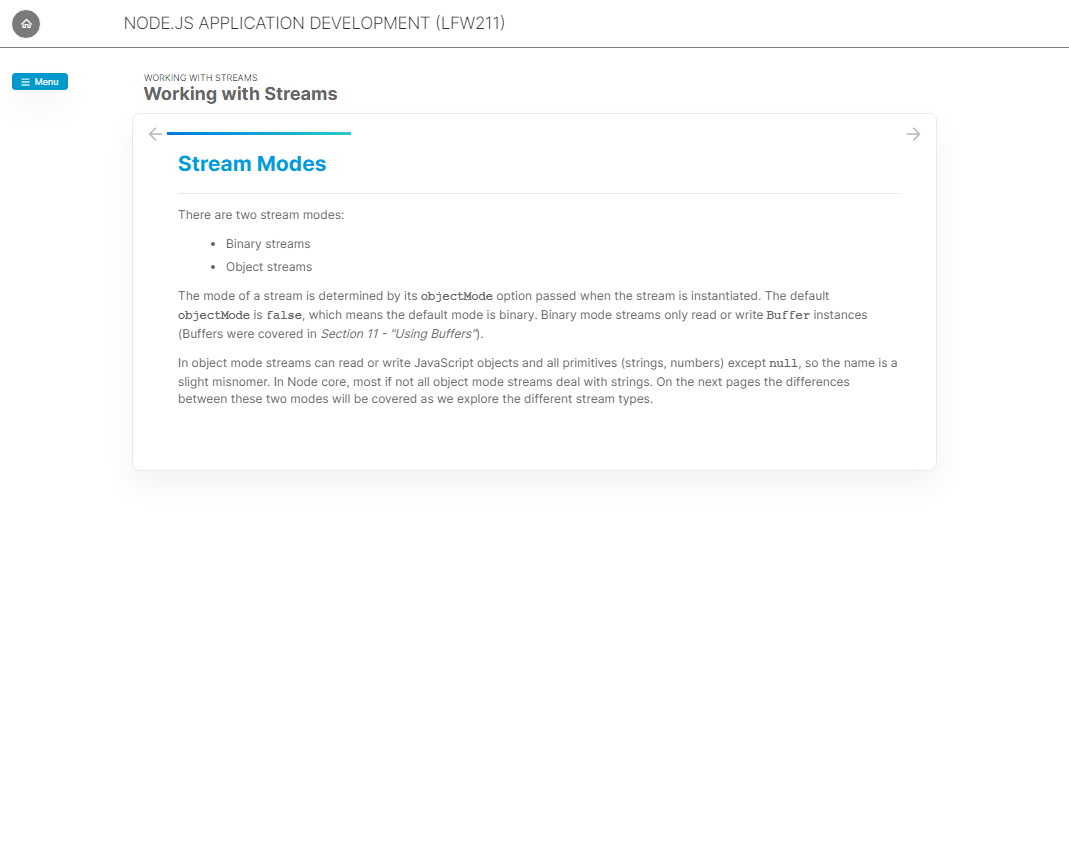 NODE.JS APPLICATION DEVELOPMENT (LFW211)
Menu
WORKING WITH STREAMS
Working with Streams
Stream Modes
There are two stream modes:
• Binary streams
• Object streams
The mode of a stream is determined by its objectMode option passed when the stream is instantiated. The default
objectMode is false, which means the default mode is binary. Binary mode streams only read or write Buffer instances
(Buffers were covered in Section 11 - "Using Buffers").
In object mode streams can read or write JavaScript objects and all primitives (strings, numbers) except null, so the name is a
slight misnomer. In Node core, most if not all object mode streams deal with strings. On the next pages the differences
between these two modes will be covered as we explore the different stream types.